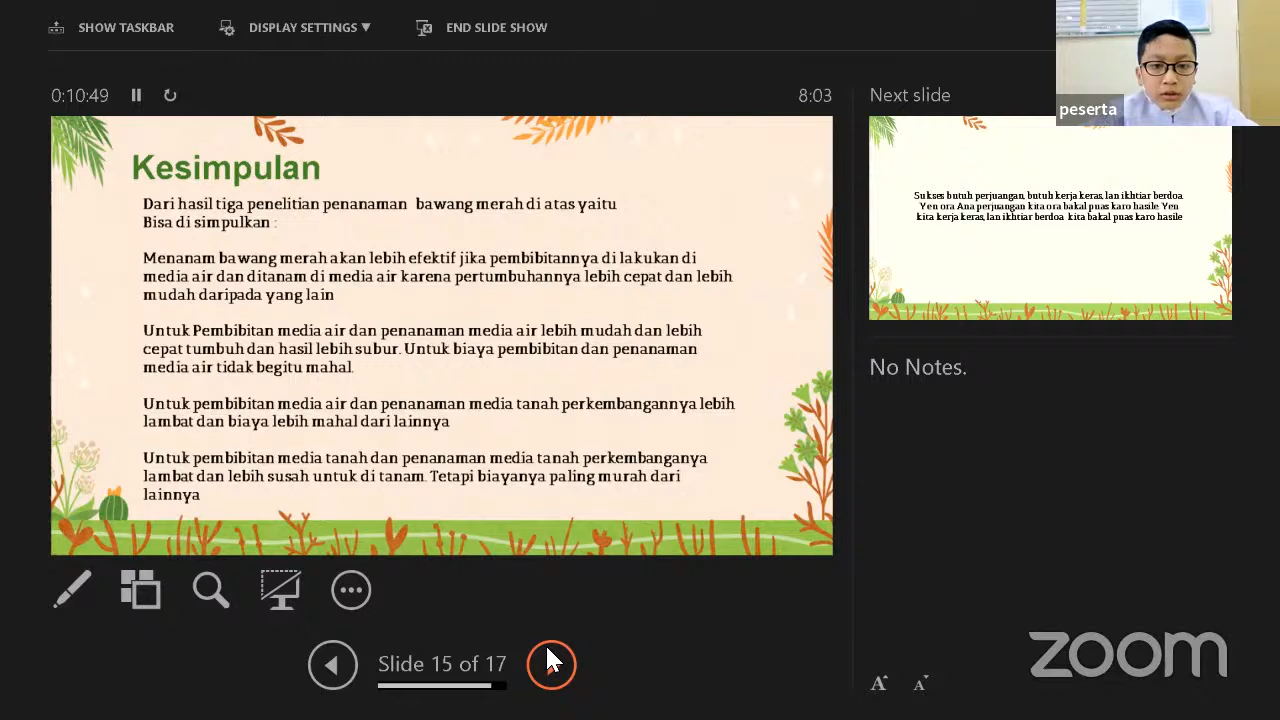 SHOW TASKBAR
DISPLAY SETTINGS ▼
END SLIDE SHOW
0:10:49
8:03
Next slide
peserta
Kesimpulan
Dari hasil tiga penelitian penanaman bawang merah di atas yaitu
Bisa di simpulkan :
Menanam bawang merah akan lebih efektif jika pembibitannya di lakukan di
media air dan ditanam di media air karena pertumbuhannya lebih cepat dan lebih
mudah daripada yang lain
Untuk Pembibitan media air dan penanaman media air lebih mudah dan lebih
cepat tumbuh dan hasil lebih subur. Untuk biaya pembibitan dan penanaman
media air tidak begitu mahal.
Untuk pembibitan media air dan penanaman media tanah perkembangannya lebih
lambat dan biaya lebih mahal dari lainnya
Untuk pembibitan media tanah dan penanaman media tanah perkembanganya
lambat dan lebih susah untuk di tanam. Tetapi biayanya paling murah dari
lainnya
Sukses butuh perjuangan, butuh kerja keras, lan ikhtiar berdoa
Yen ora Ana perjuangan kita ora bakal puas karo hasile. Yen
kita kerja keras, lan ikhtiar berdoa kita bakal puas karo hasile
No Notes.
Slide 15 of 17
A A
zoom